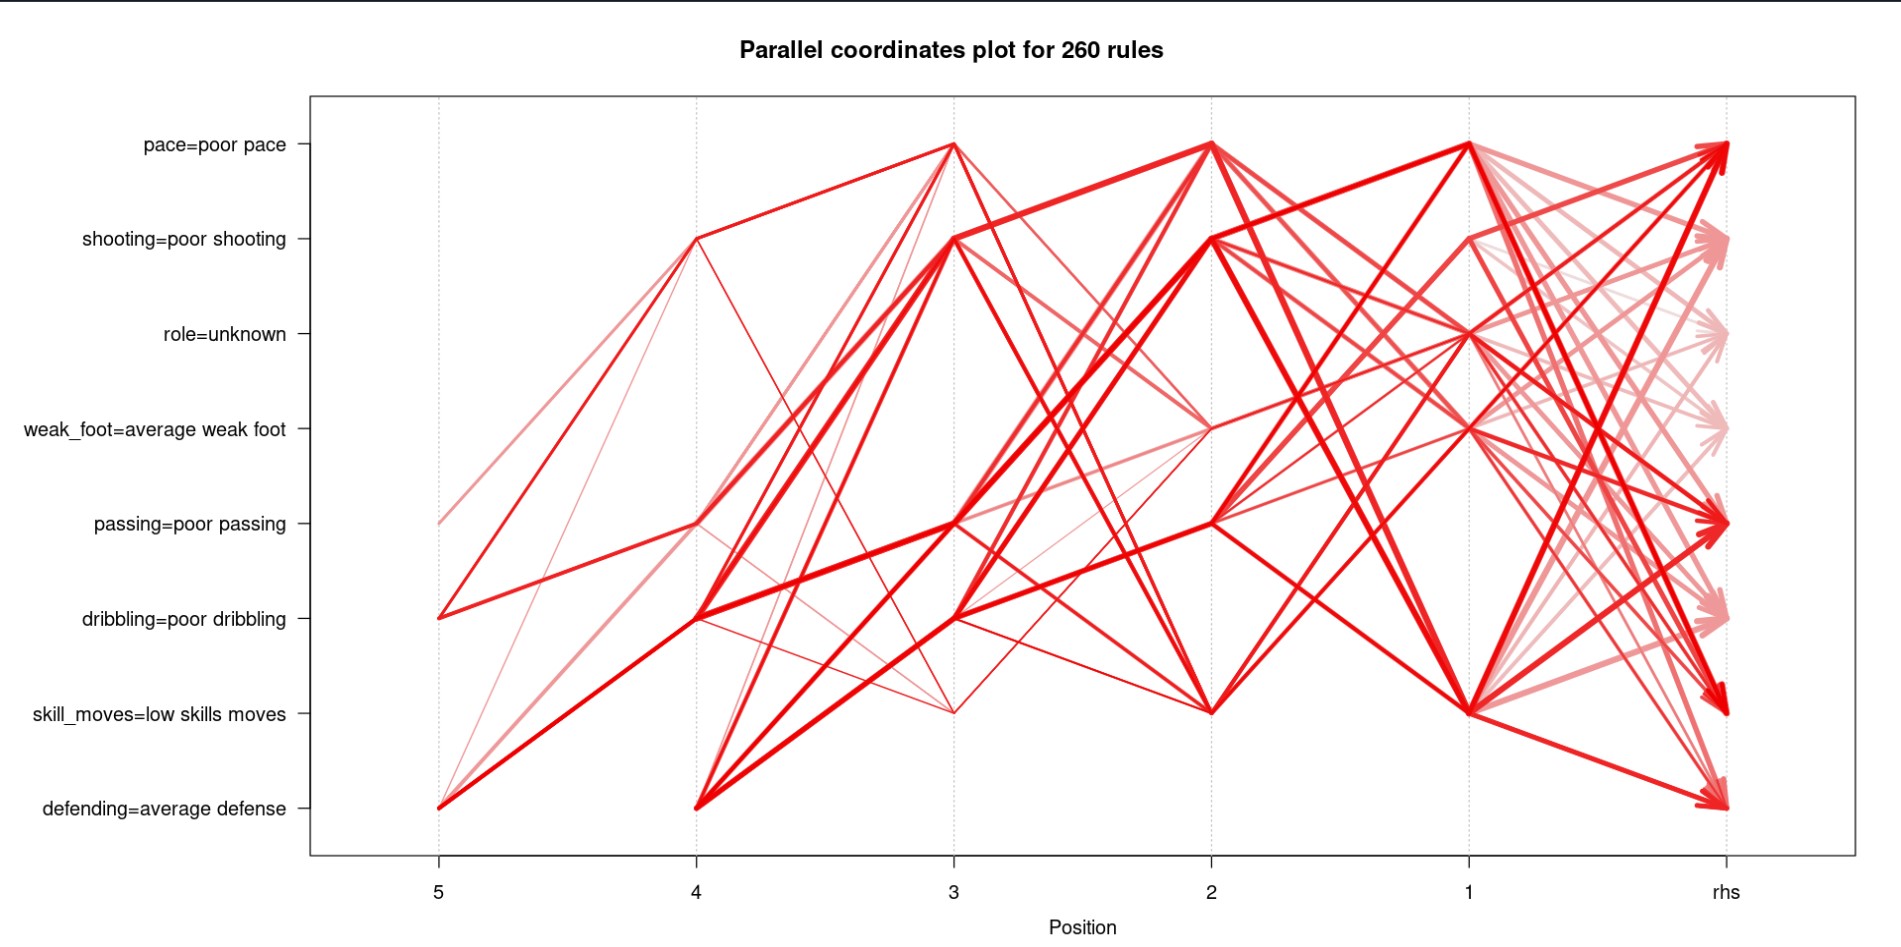 Parallel coordinates plot for 260 rules
pace=poor pace
shooting=poor shooting
role=unknown
weak_foot=average weak foot
passing=poor passing
dribbling=poor dribbling
skill_moves=low skills moves
defending=average defense
5 4 3 2 1 rhs
Position